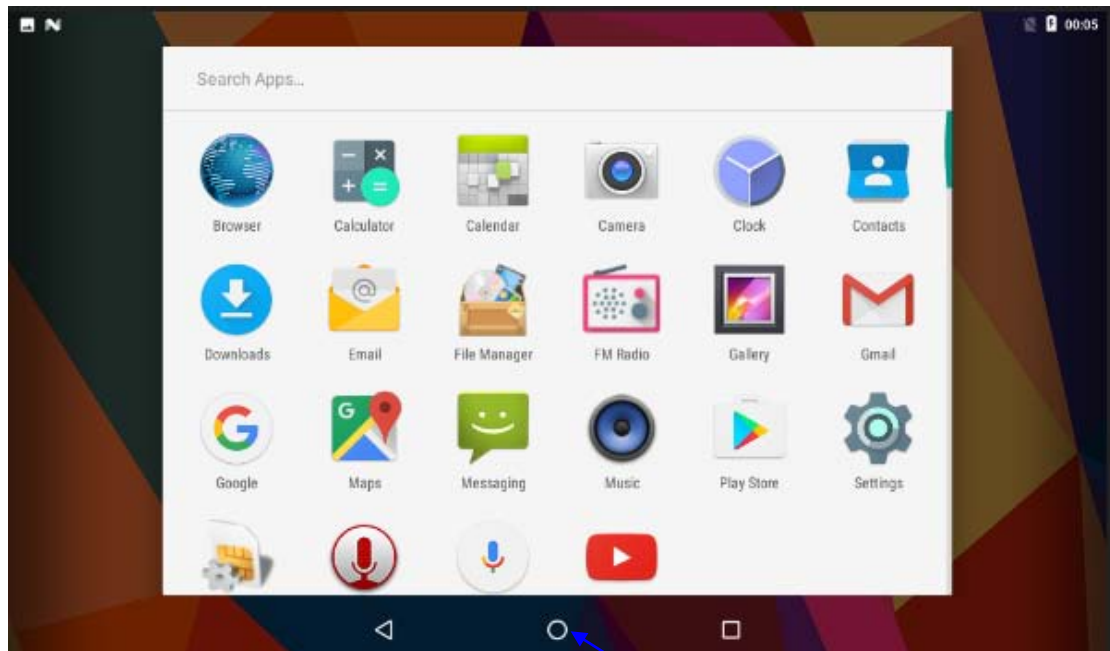 00:05
Search Apps...
Browser Calculator Calendar Camera Clock Contacts
Downloads Email File Manager FM Radio Gallery Gmail
Google Maps Messaging Music Play Store Settings